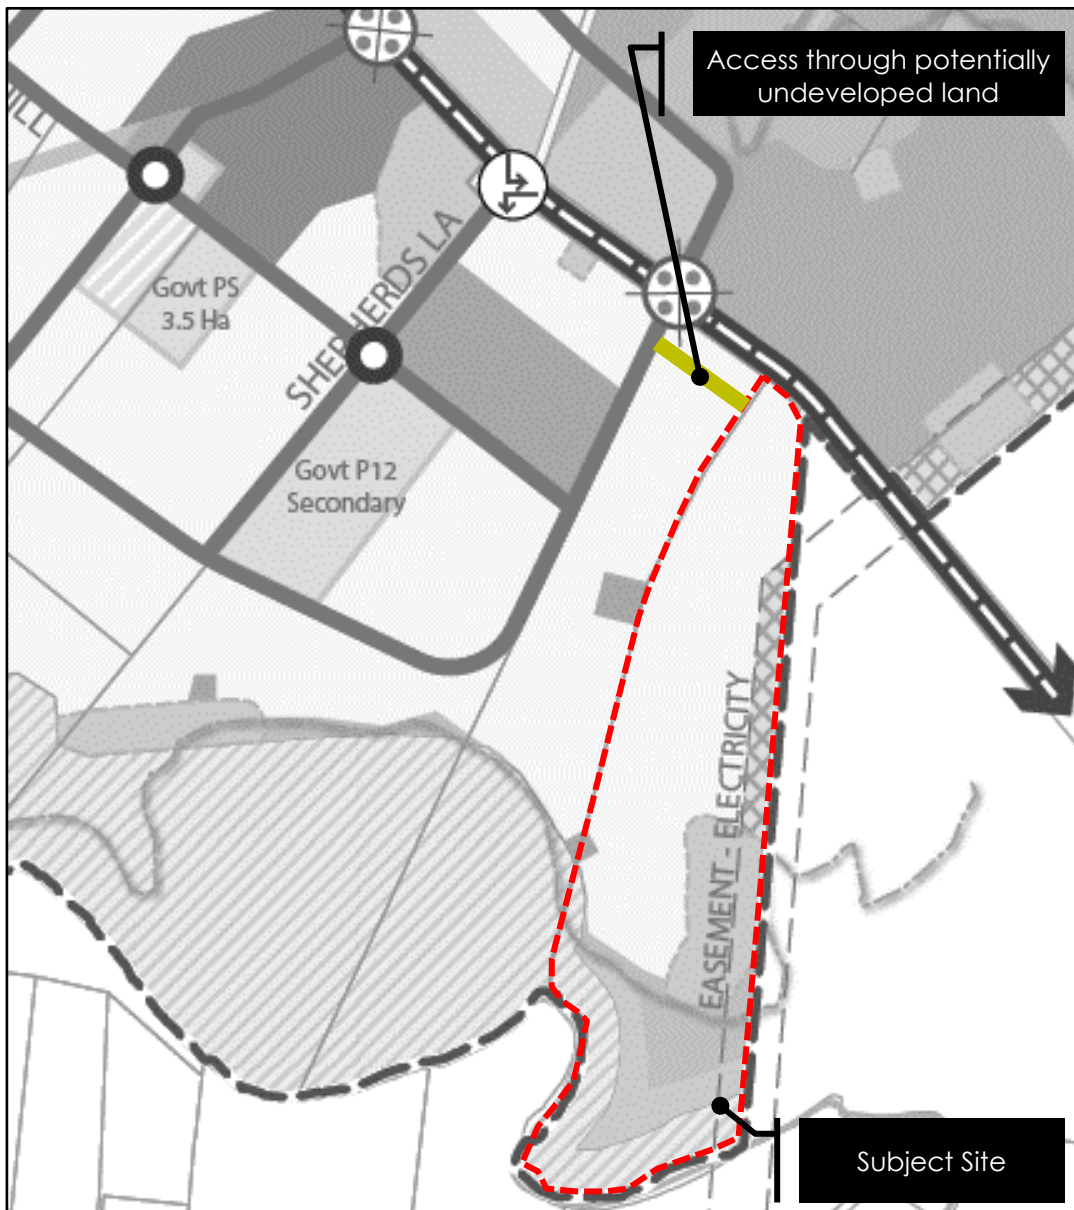 Access through potentially
undeveloped land
ILL
Govt PS
3.5 Ha
SHEPHERDS LA
Govt P12
Secondary
EASEMENT - ELECTRICITY
Subject Site